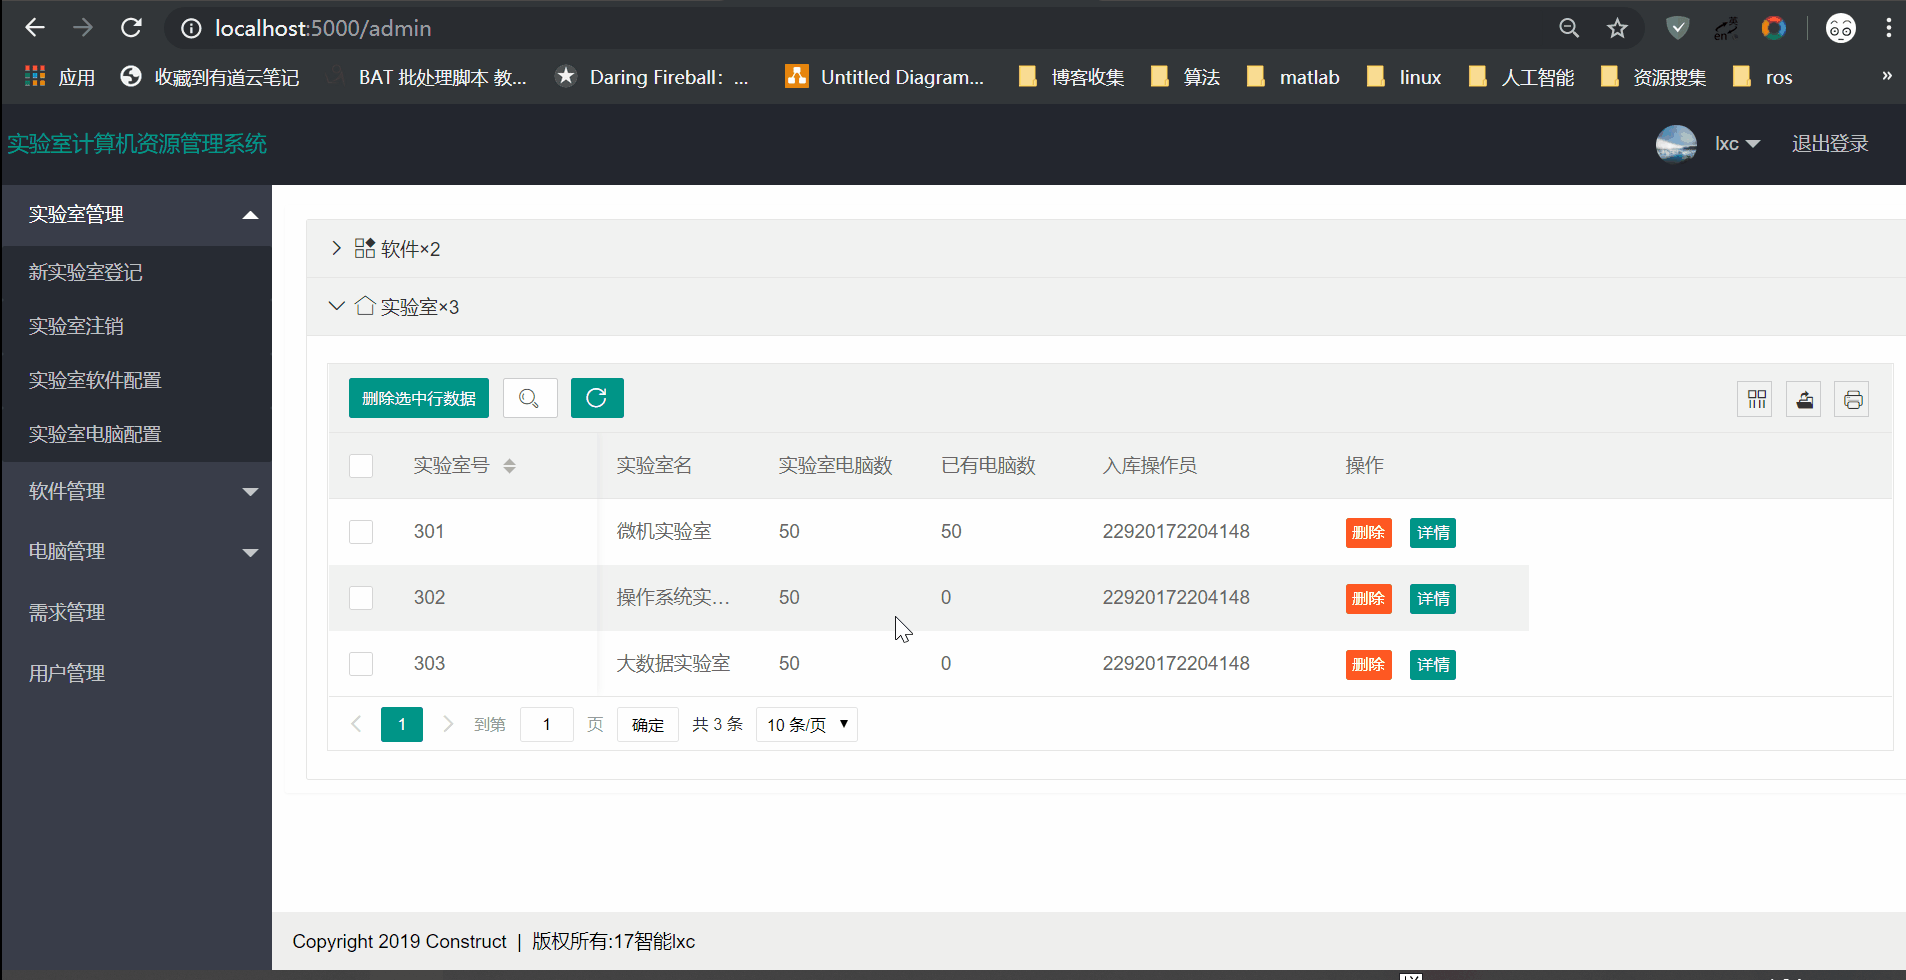 localhost:5000/admin
应用 收藏到有道云笔记 BAT 批处理脚本 教... Daring Fireball: ... Untitled Diagram... 博客收集 算法 matlab linux 人工智能 资源搜集 ros »
实验室计算机资源管理系统 lxc 退出登录
实验室管理
新实验室登记
实验室注销
实验室软件配置
实验室电脑配置
软件管理
电脑管理
需求管理
用户管理
软件×2
实验室×3
删除选中行数据
实验室号 实验室名 实验室电脑数 已有电脑数 入库操作员 操作
301 微机实验室 50 50 22920172204148 删除 详情
302 操作系统实... 50 0 22920172204148 删除 详情
303 大数据实验室 50 0 22920172204148 删除 详情
1 到第 1 页 确定 共 3 条 10 条/页
Copyright 2019 Construct | 版权所有:17智能lxc